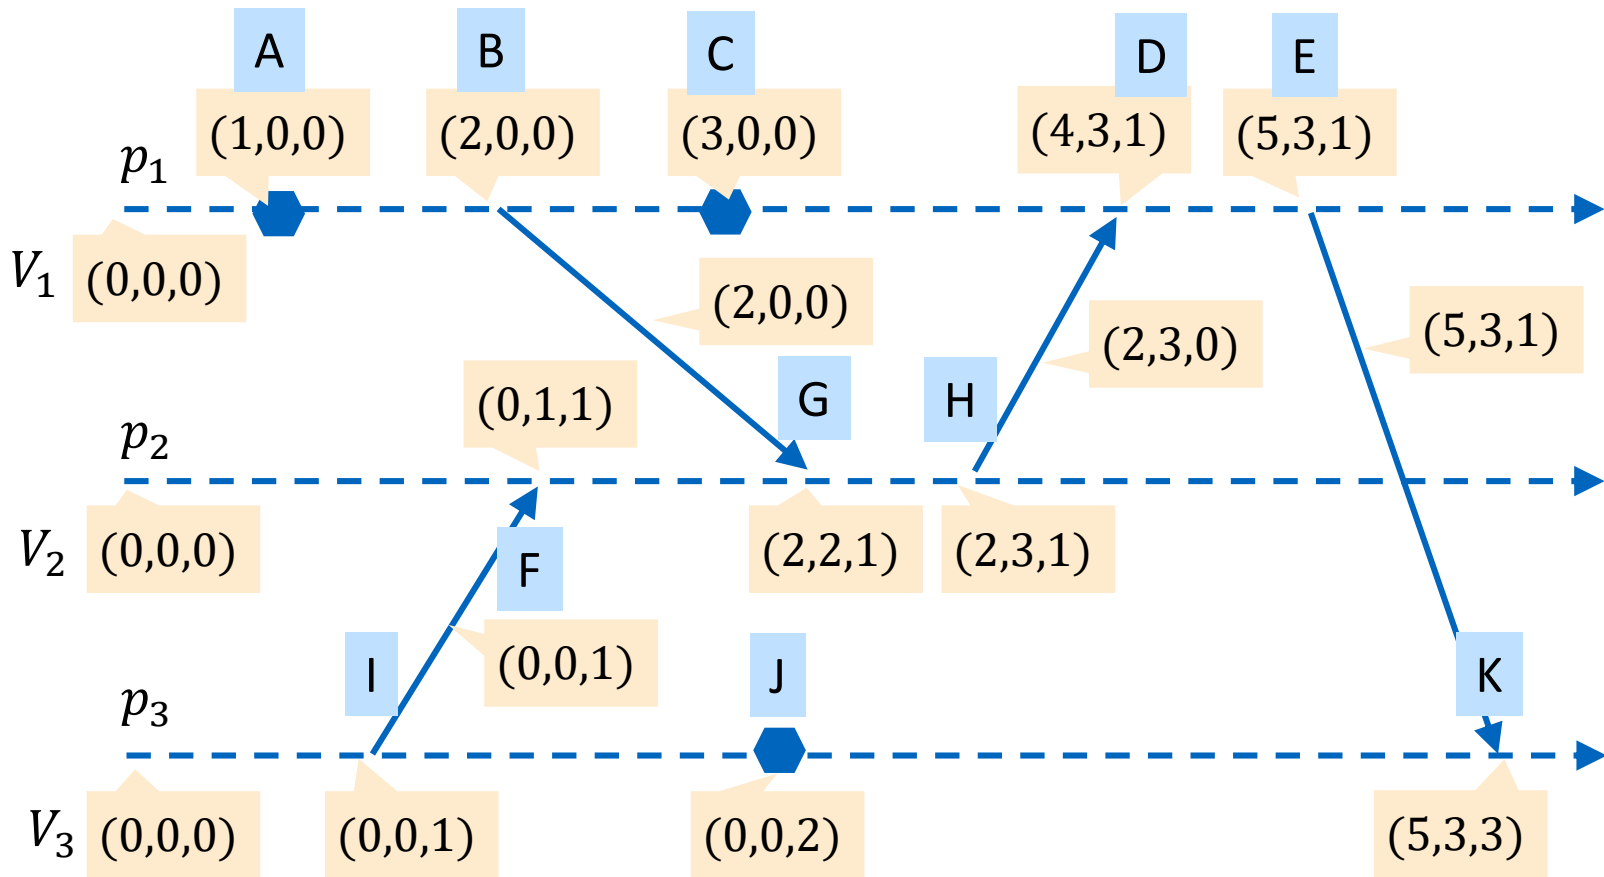 A B C D E
(1,0,0) (2,0,0) (3,0,0) (4,3,1) (5,3,1)
p₁
V₁ (0,0,0)
(2,0,0)
(2,3,0)
(5,3,1)
(0,1,1)
G H
p₂
V₂ (0,0,0)
(2,2,1) (2,3,1)
F
(0,0,1)
I J K
p₃
V₃ (0,0,0) (0,0,1) (0,0,2) (5,3,3)